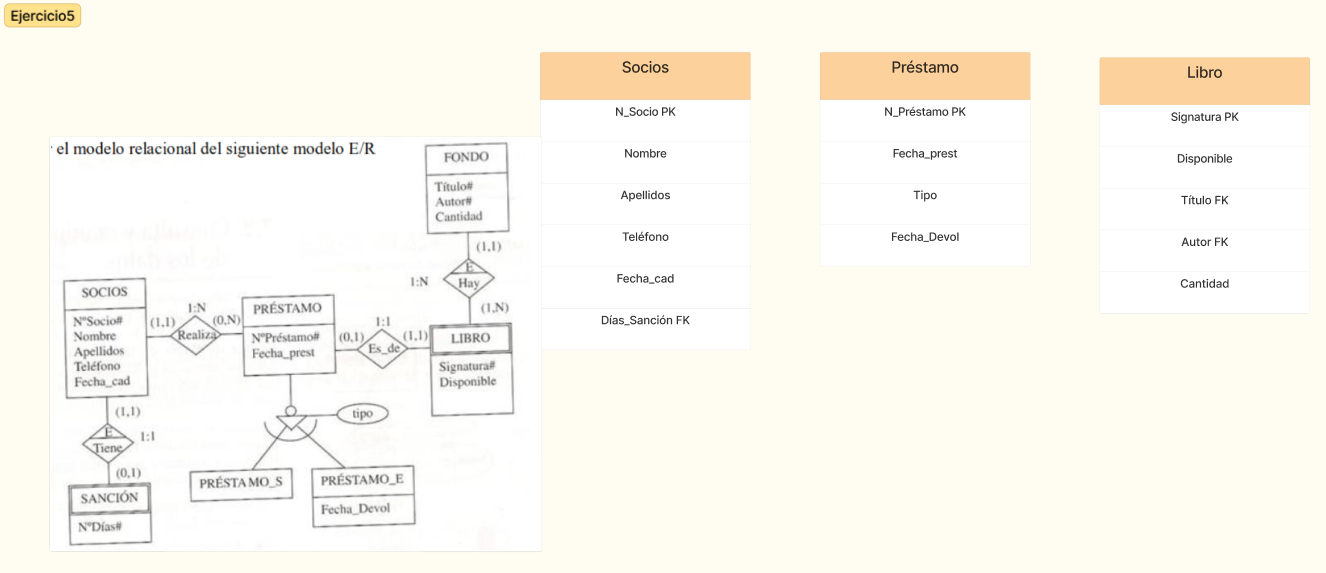 Ejercicio5
el modelo relacional del siguiente modelo E/R
FONDO
Título#
Autor#
Cantidad
(1,1)
E
Hay
1:N
(1,N)
SOCIOS
NºSocio#
Nombre
Apellidos
Teléfono
Fecha_cad
1:N
(1,1)
Realiza
(0,N)
PRÉSTAMO
NºPréstamo#
Fecha_prest
1:1
(0,1)
Es_de
(1,1)
LIBRO
Signatura#
Disponible
(1,1)
E
Tiene
1:1
(0,1)
SANCIÓN
NºDías#
tipo
PRÉSTAMO_S
PRÉSTAMO_E
Fecha_Devol
Socios
N_Socio PK
Nombre
Apellidos
Teléfono
Fecha_cad
Días_Sanción FK
Préstamo
N_Préstamo PK
Fecha_prest
Tipo
Fecha_Devol
Libro
Signatura PK
Disponible
Título FK
Autor FK
Cantidad